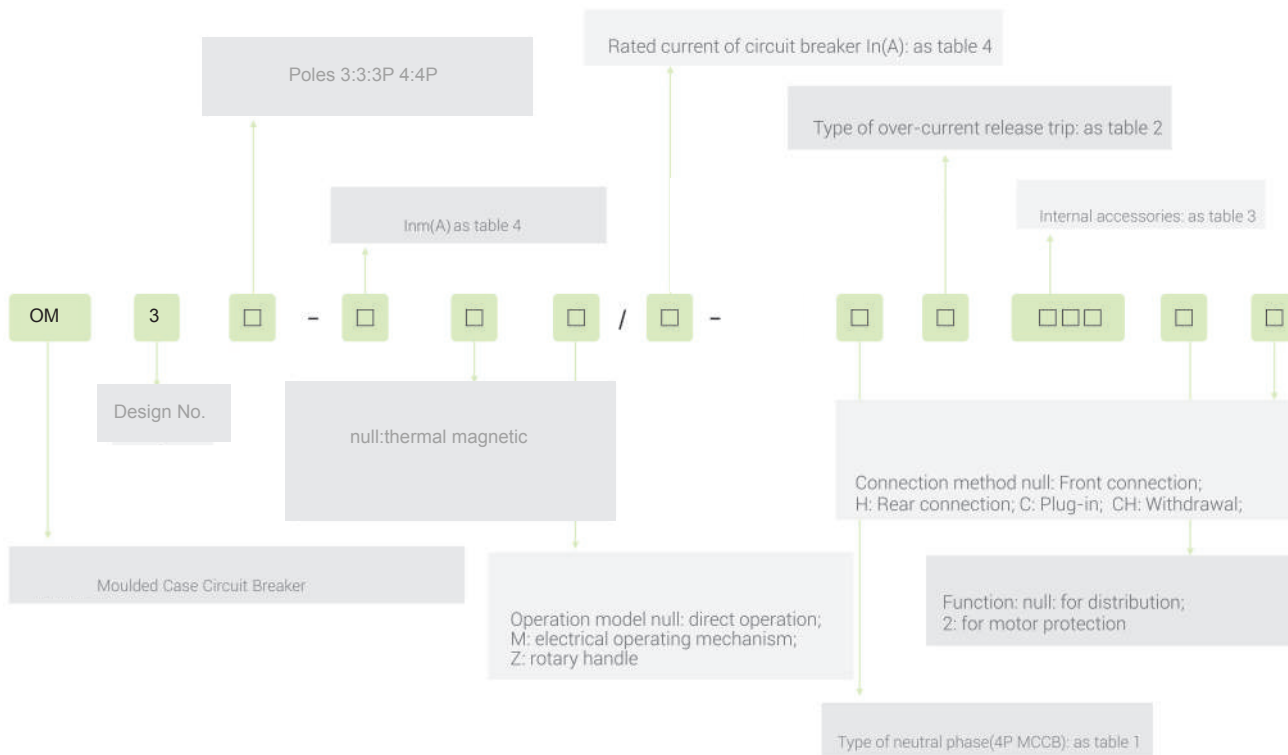 Rated current of circuit breaker In(A): as table 4
Poles 3:3:3P 4:4P
Type of over-current release trip: as table 2
Internal accessories: as table 3
Inm(A) as table 4
OM 3 □ - □ □ □ / □ - □ □ □□□ □ □
Design No.
null:thermal magnetic
Connection method null: Front connection;
H: Rear connection; C: Plug-in; CH: Withdrawal;
Moulded Case Circuit Breaker
Operation model null: direct operation;
M: electrical operating mechanism;
Z: rotary handle
Function: null: for distribution;
2: for motor protection
Type of neutral phase(4P MCCB): as table 1